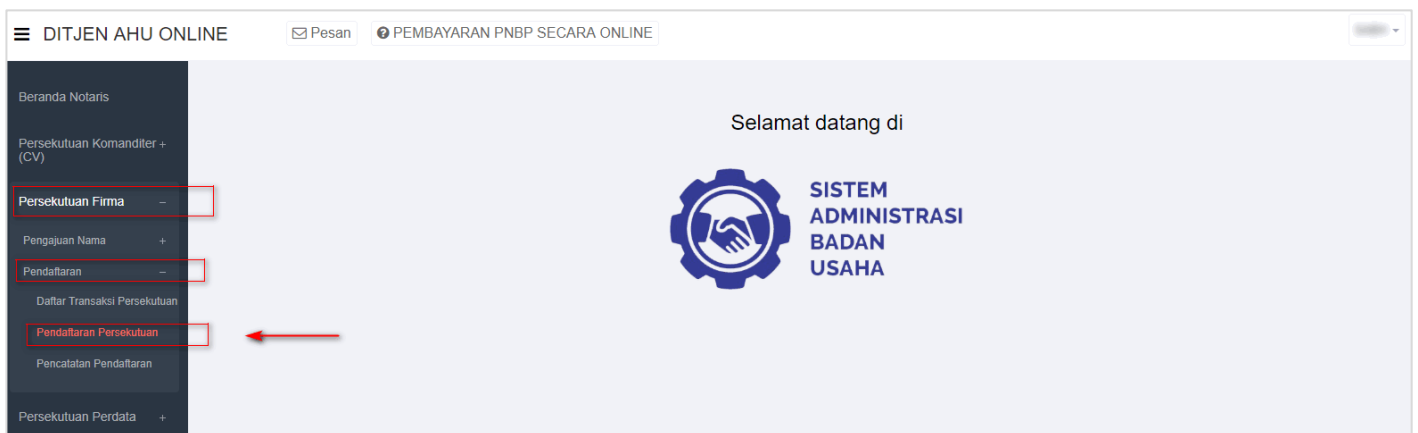 DITJEN AHU ONLINE
Pesan
PEMBAYARAN PNBP SECARA ONLINE
Beranda Notaris
Persekutuan Komanditer +
(CV)
Persekutuan Firma –
Pengajuan Nama +
Pendaftaran –
Daftar Transaksi Persekutuan
Pendaftaran Persekutuan
Pencatatan Pendaftaran
Persekutuan Perdata +
Selamat datang di
SISTEM
ADMINISTRASI
BADAN
USAHA